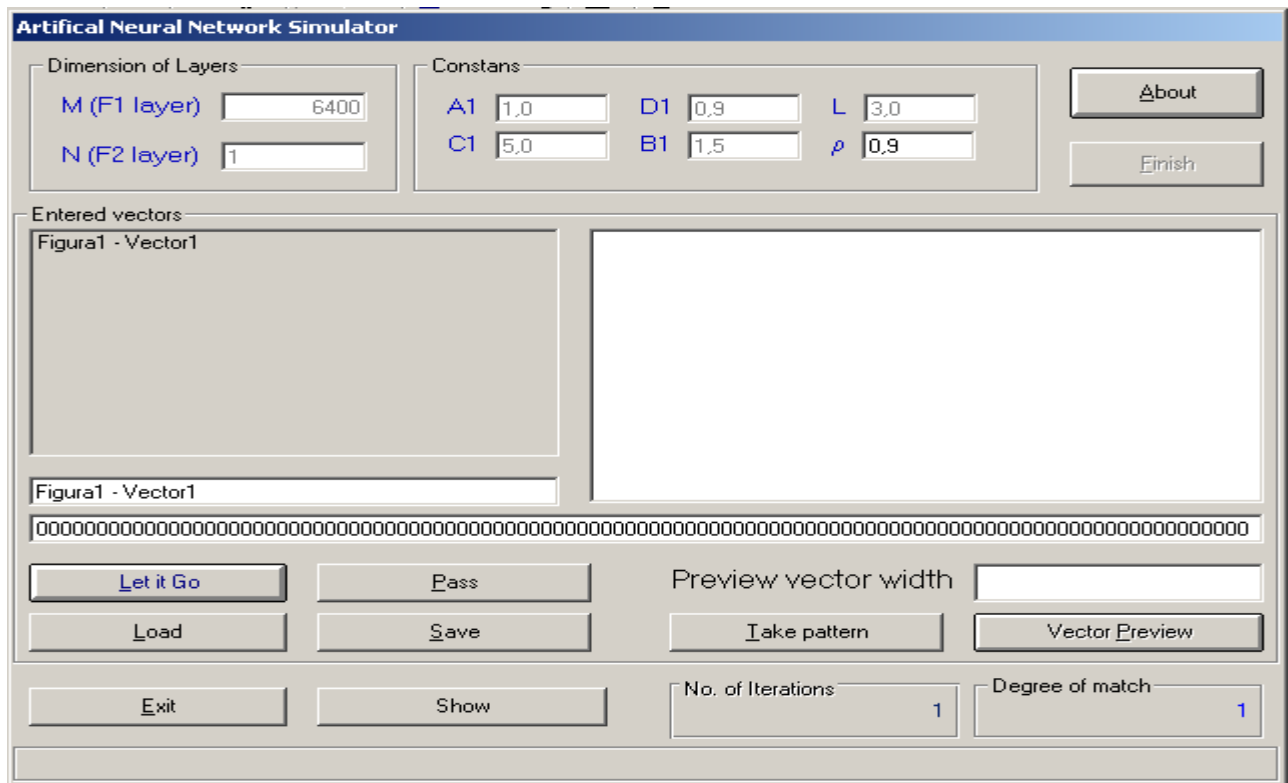 Artifical Neural Network Simulator
Dimension of Layers
M (F1 layer) 6400
N (F2 layer) 1
Constans
A1 1,0 D1 0,9 L 3,0
C1 5,0 B1 1,5 ρ 0,9
About
Finish
Entered vectors
Figura1 - Vector1
Figura1 - Vector1
00000000000000000000000000000000000000000000000000000000000000000000000000000000000000000000000000000
Let it Go Pass Preview vector width
Load Save Take pattern Vector Preview
Exit Show
No. of Iterations 1
Degree of match 1